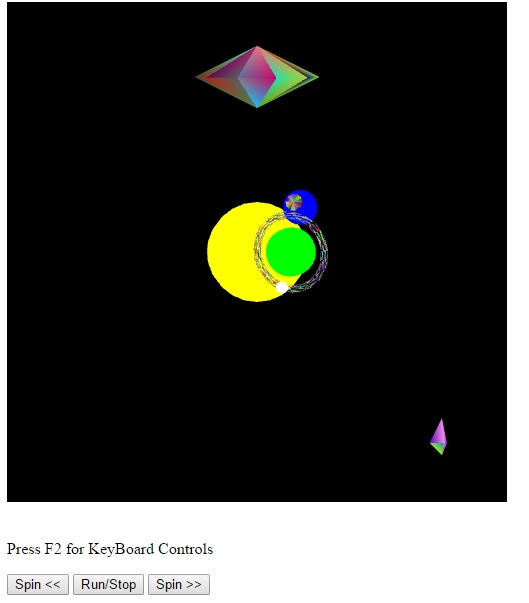 Press F2 for KeyBoard Controls
Spin << Run/Stop Spin >>